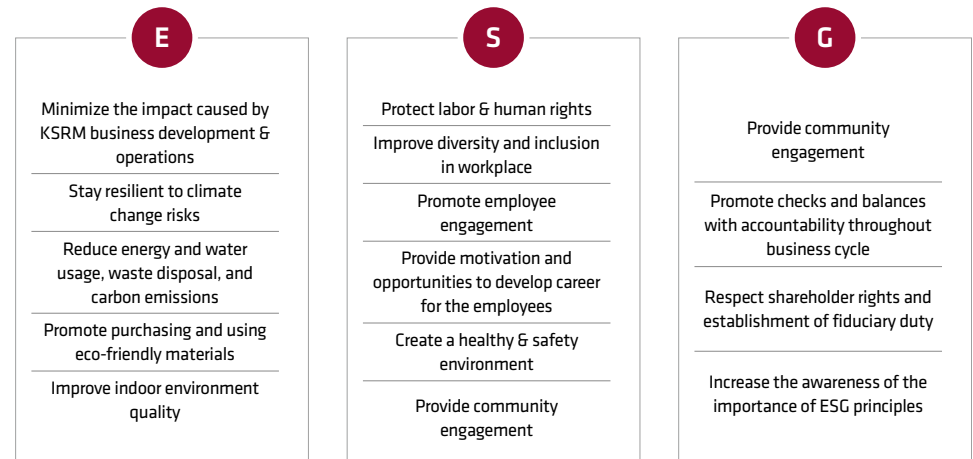 E
Minimize the impact caused by
KSRM business development &
operations
Stay resilient to climate
change risks
Reduce energy and water
usage, waste disposal, and
carbon emissions
Promote purchasing and using
eco-friendly materials
Improve indoor environment
quality
S
Protect labor & human rights
Improve diversity and inclusion
in workplace
Promote employee
engagement
Provide motivation and
opportunities to develop career
for the employees
Create a healthy & safety
environment
Provide community
engagement
G
Provide community
engagement
Promote checks and balances
with accountability throughout
business cycle
Respect shareholder rights and
establishment of fiduciary duty
Increase the awareness of the
importance of ESG principles